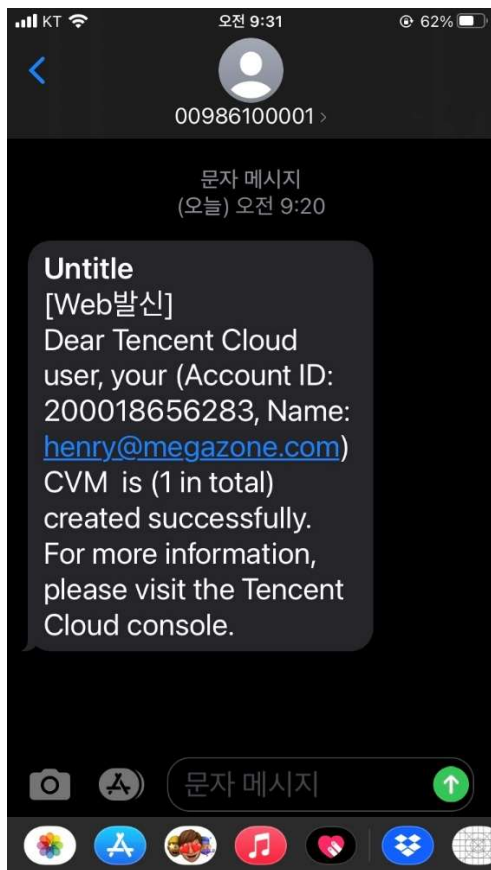 KT
오전 9:31
62%
00986100001
문자 메시지
(오늘) 오전 9:20
Untitle
[Web발신]
Dear Tencent Cloud
user, your (Account ID:
200018656283, Name:
henry@megazone.com)
CVM  is (1 in total)
created successfully.
For more information,
please visit the Tencent
Cloud console.
문자 메시지